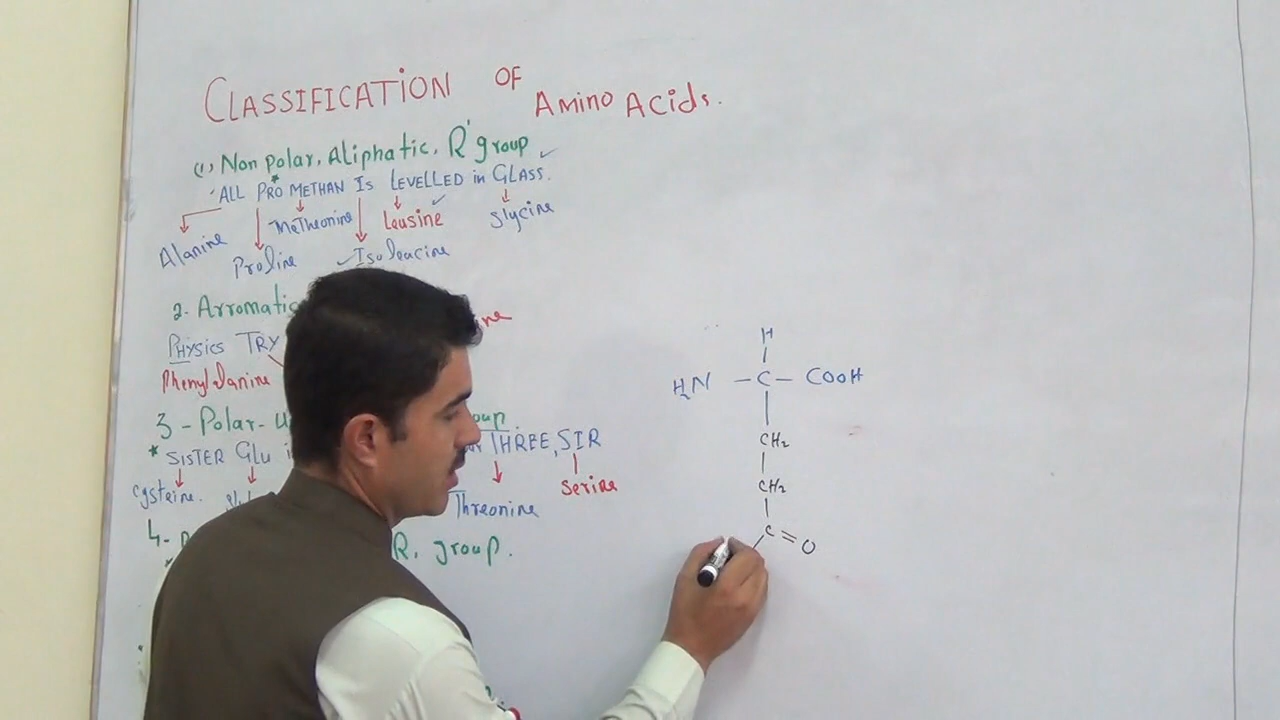 CLASSIFICATION OF Amino Acids.
(1) Non polar, Aliphatic, R' group
ALL PRO METHAN Is LEVELLED in GLASS.
Alanine Proline Metheonine Isoleacine Leusine glycine
2- Arromatic
PHYSICS TRY
Phenylalanine
3 - Polar-
* SISTER Glu THREE, SIR
cysteine. Threonine Serine
4-
R, group.
H
H2N - C - COOH
CH2
CH2
C = O